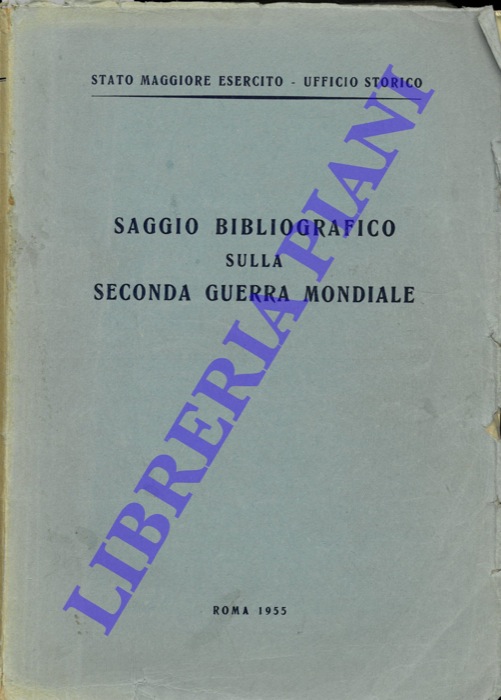 STATO MAGGIORE ESERCITO - UFFICIO STORICO
SAGGIO BIBLIOGRAFICO
SULLA
SECONDA GUERRA MONDIALE
LIBRERIA PIANI
ROMA 1955